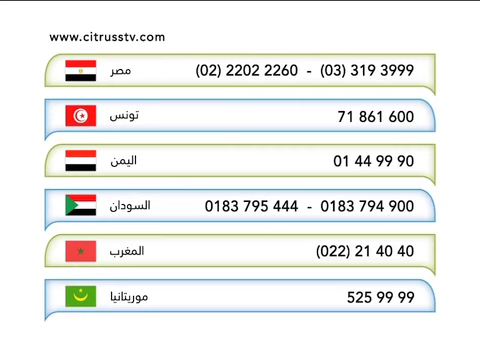 www.citrusstv.com
مصر (02) 2202 2260 - (03) 319 3999
تونس 71 861 600
اليمن 01 44 99 90
السودان 0183 795 444 - 0183 794 900
المغرب (022) 21 40 40
موريتانيا 525 99 99